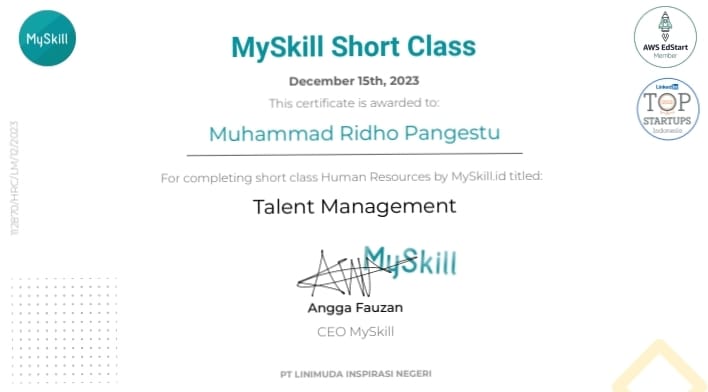 MySkill
MySkill Short Class
AWS EdStart
Member
December 15th, 2023
This certificate is awarded to:
LinkedIn
TOP
STARTUPS
Indonesia
Muhammad Ridho Pangestu
112870/HRC/LM/12/2023
For completing short class Human Resources by MySkill.id titled:
Talent Management
MySkill
Angga Fauzan
CEO MySkill
PT LINIMUDA INSPIRASI NEGERI